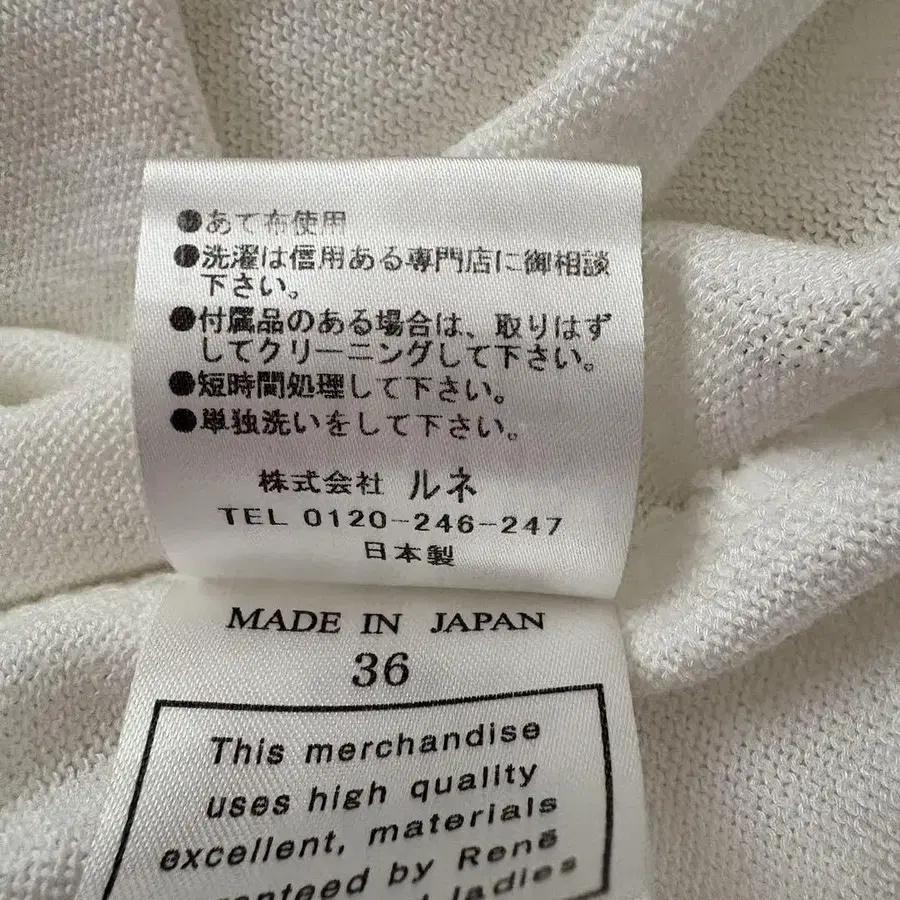 ●あて布使用
●洗濯は信用ある専門店に御相談
下さい。
●付属品のある場合は、取りはず
してクリーニングして下さい。
●短時間処理して下さい。
●単独洗いをして下さい。
株式会社 ルネ
TEL 0120-246-247
日本製
MADE IN JAPAN
36
This merchandise
uses high quality
excellent, materials
by René
ladies